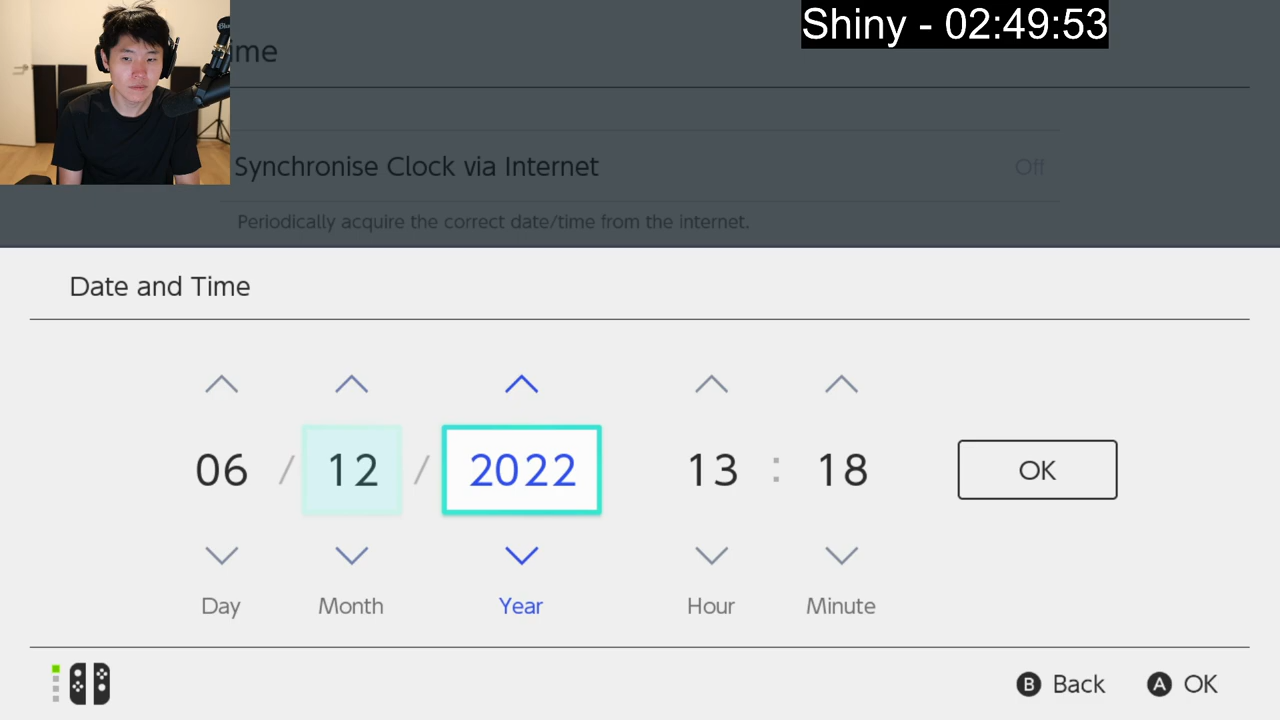 Shiny - 02:49:53
me
Synchronise Clock via Internet Off
Periodically acquire the correct date/time from the internet.
Date and Time
06 / 12 / 2022 13 : 18 OK
Day Month Year Hour Minute
B Back A OK